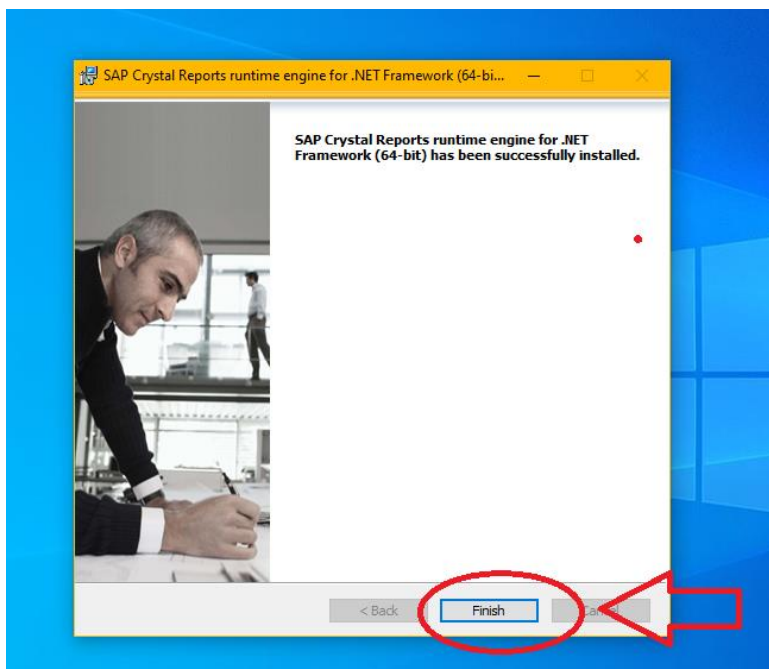 SAP Crystal Reports runtime engine for .NET Framework (64-bi...
SAP Crystal Reports runtime engine for .NET
Framework (64-bit) has been successfully installed.
< Back
Finish
Cancel